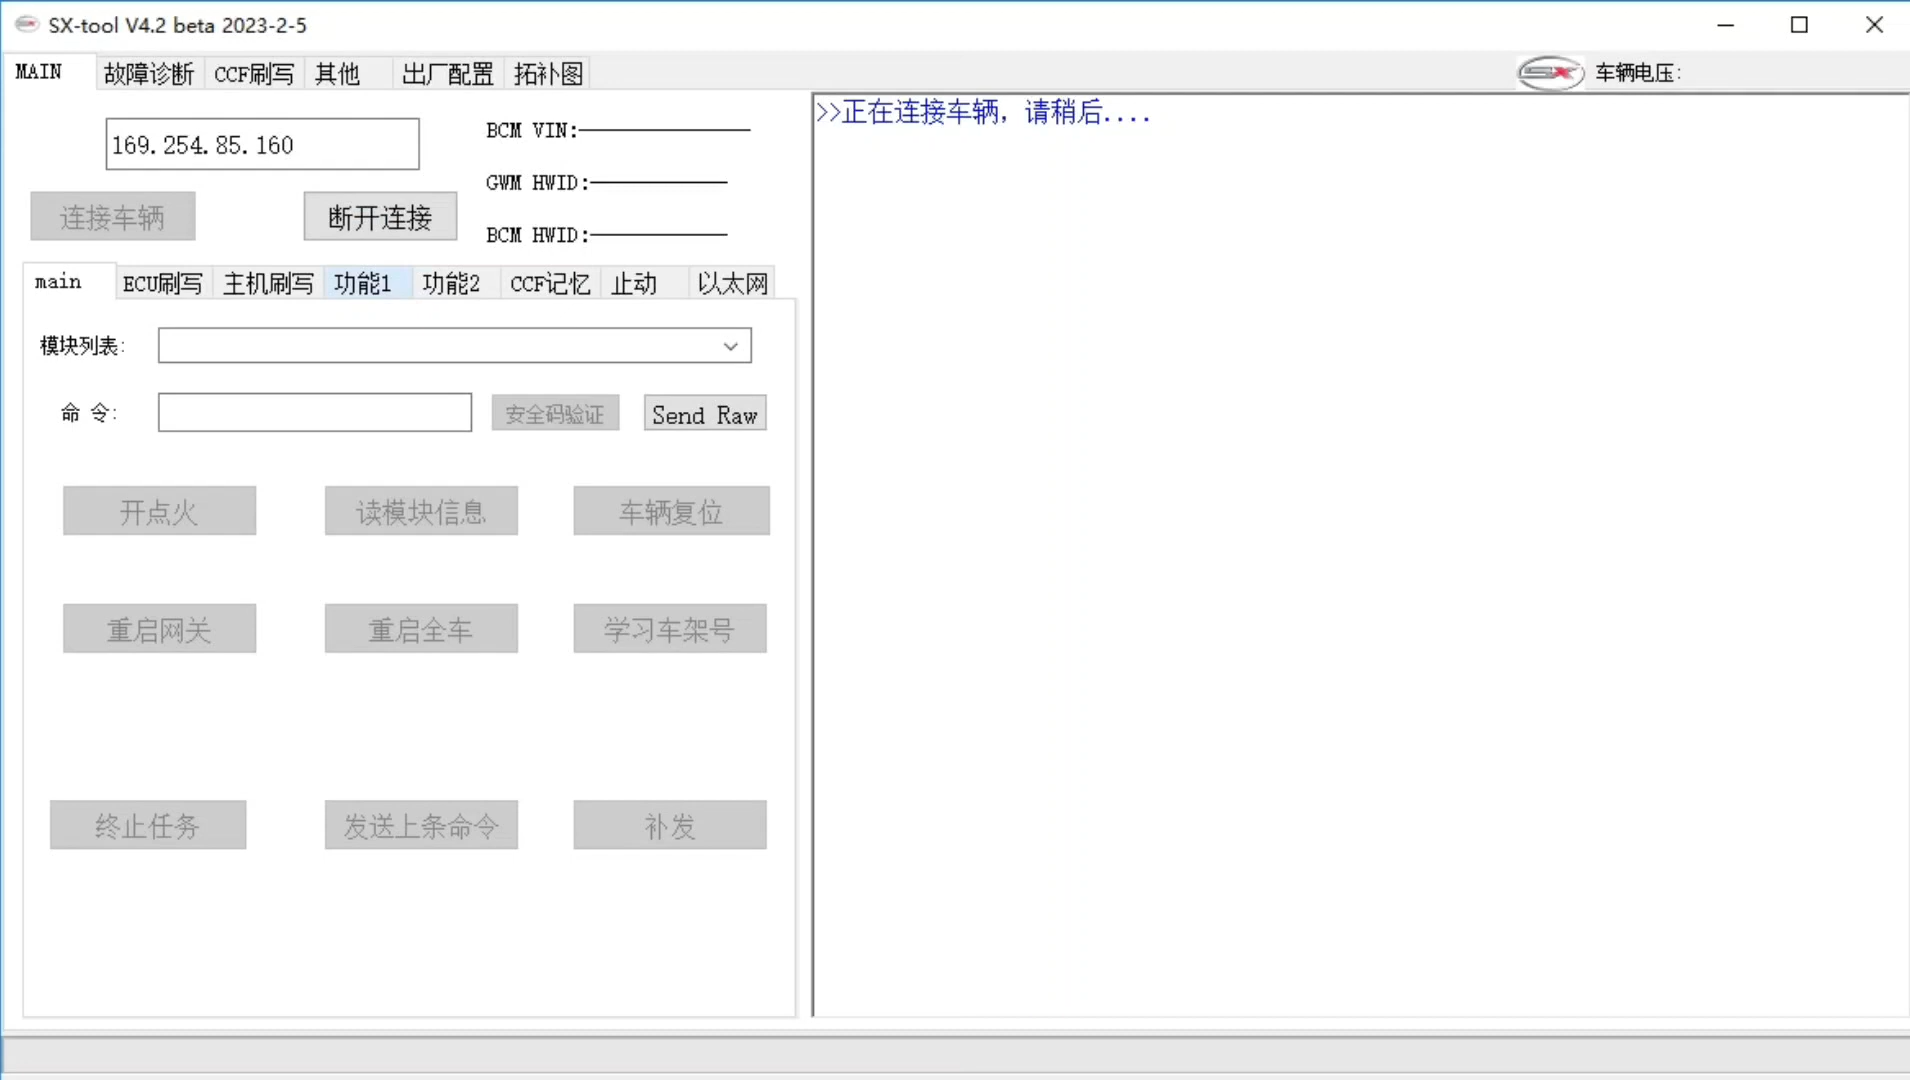 SX-tool V4.2 beta 2023-2-5
MAIN 故障诊断 CCF刷写 其他 出厂配置 拓补图
SX 车辆电压:
169.254.85.160
连接车辆 断开连接
BCM VIN:
GWM HWID:
BCM HWID:
main ECU刷写 主机刷写 功能1 功能2 CCF记忆 止动 以太网
模块列表:
命 令: 安全码验证 Send Raw
开点火 读模块信息 车辆复位
重启网关 重启全车 学习车架号
终止任务 发送上条命令 补发
>>正在连接车辆，请稍后....